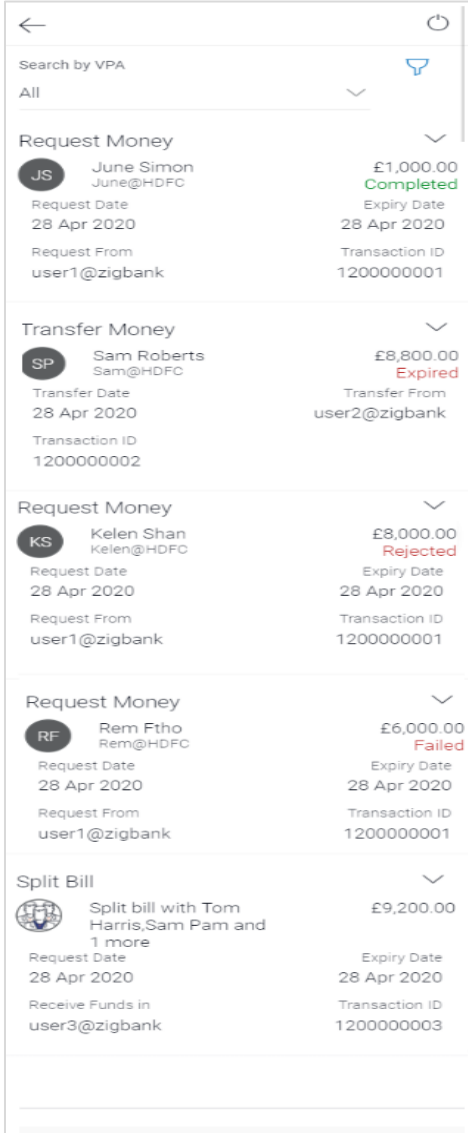 Search by VPA
All
Request Money
JS June Simon £1,000.00
June@HDFC Completed
Request Date Expiry Date
28 Apr 2020 28 Apr 2020
Request From Transaction ID
user1@zigbank 1200000001
Transfer Money
SP Sam Roberts £8,800.00
Sam@HDFC Expired
Transfer Date Transfer From
28 Apr 2020 user2@zigbank
Transaction ID
1200000002
Request Money
KS Kelen Shan £8,000.00
Kelen@HDFC Rejected
Request Date Expiry Date
28 Apr 2020 28 Apr 2020
Request From Transaction ID
user1@zigbank 1200000001
Request Money
RF Rem Ftho £6,000.00
Rem@HDFC Failed
Request Date Expiry Date
28 Apr 2020 28 Apr 2020
Request From Transaction ID
user1@zigbank 1200000001
Split Bill
Split bill with Tom £9,200.00
Harris,Sam Pam and
1 more
Request Date Expiry Date
28 Apr 2020 28 Apr 2020
Receive Funds in Transaction ID
user3@zigbank 1200000003